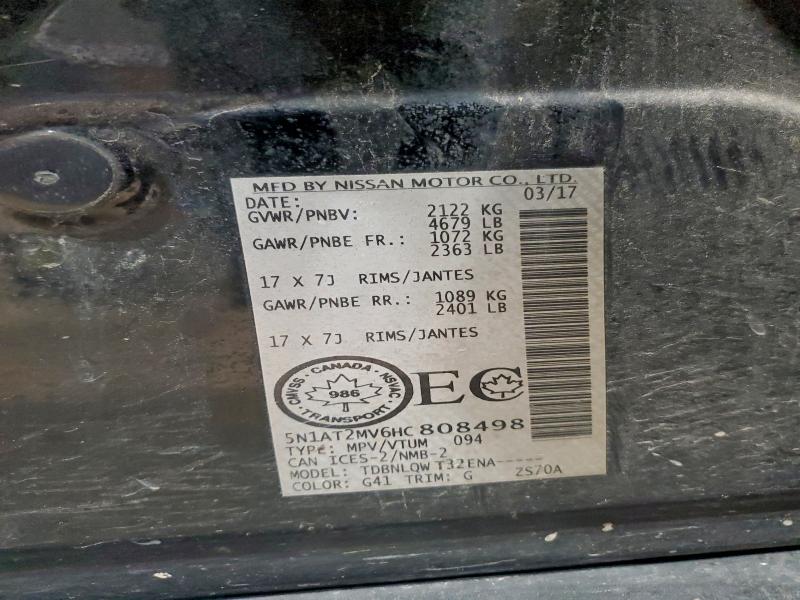 MFD BY NISSAN MOTOR CO., LTD.
DATE: 03/17
GVWR/PNBV: 2122 KG
4679 LB
GAWR/PNBE FR.: 1072 KG
2363 LB
17 X 7J RIMS/JANTES
GAWR/PNBE RR.: 1089 KG
2401 LB
17 X 7J RIMS/JANTES
CANADA
CMVSS · NSVAC
986
TRANSPORT
EC
5N1AT2MV6HC808498
TYPE: MPV/VTUM 094
CAN ICES-2/NMB-2
MODEL: TDBNLQW T32ENA-----
COLOR: G41 TRIM: G ZS70A